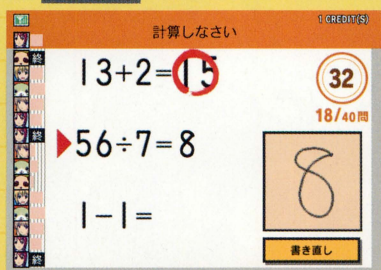 1 CREDIT(S)
計算しなさい
終
13+2=15
32
18/40問
終
56÷7=8
8
1-1=
終
書き直し